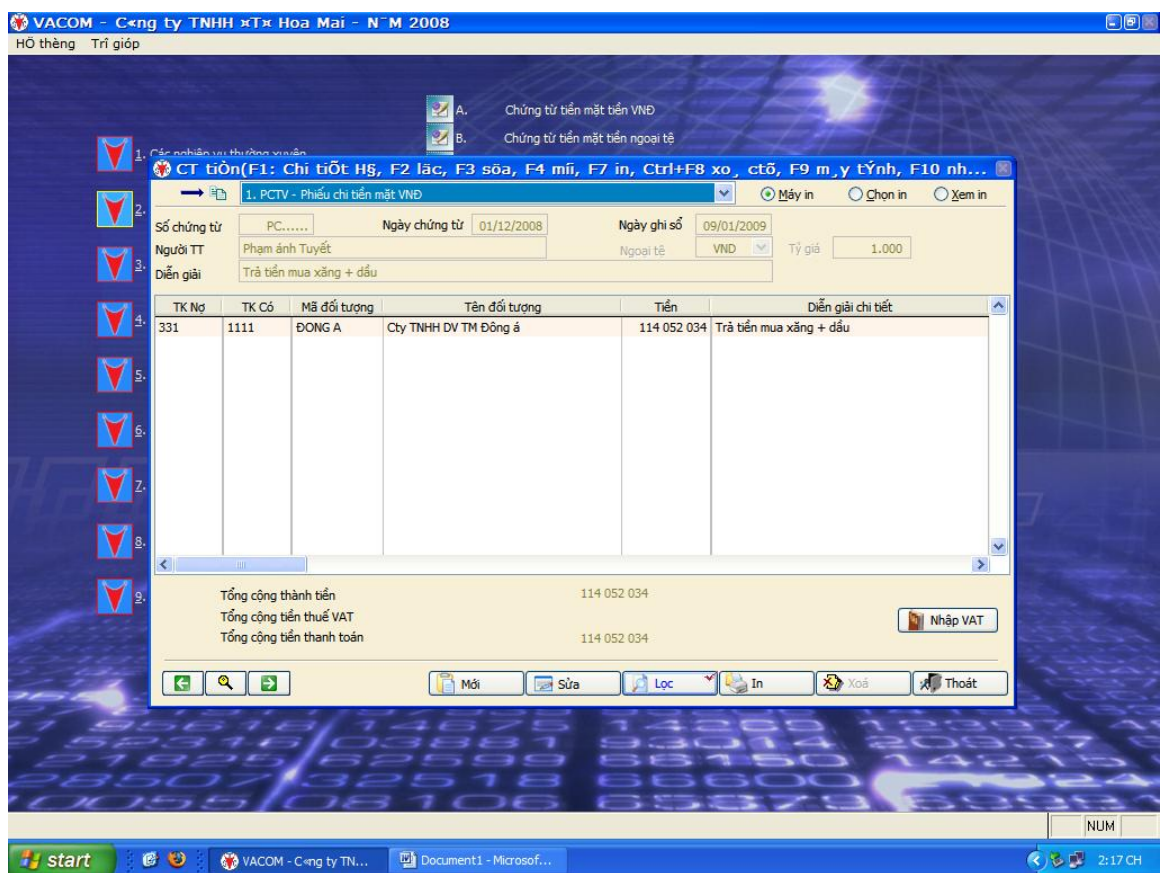 VACOM - C«ng ty TNHH ¤T¤ Hoa Mai - N¨M 2008
HÖ thèng Trî gióp
A. Chứng từ tiền mặt tiền VNĐ
B. Chứng từ tiền mặt tiền ngoại tệ
1. Các nghiệp vụ thường xuyên
CT tiÒn(F1: Chi tiÕt H§, F2 läc, F3 söa, F4 míi, F7 in, Ctrl+F8 xo¸ ctõ, F9 m¸y tÝnh, F10 nh...
1. PCTV - Phiếu chi tiền mặt VNĐ Máy in Chọn in Xem in
2.
Số chứng từ PC...... Ngày chứng từ 01/12/2008 Ngày ghi sổ 09/01/2009
Người TT Phạm ánh Tuyết Ngoại tệ VND Tỷ giá 1.000
3.
Diễn giải Trả tiền mua xăng + dầu
TK Nợ TK Có Mã đối tượng Tên đối tượng Tiền Diễn giải chi tiết
4.
331 1111 ĐONG A Cty TNHH DV TM Đông á 114 052 034 Trả tiền mua xăng + dầu
5.
6.
7.
8.
9.
Tổng cộng thành tiền 114 052 034
Tổng cộng tiền thuế VAT
Nhập VAT
Tổng cộng tiền thanh toán 114 052 034
Mới Sửa Lọc In Xoá Thoát
NUM
start VACOM - C«ng ty TN... Document1 - Microsof... 2:17 CH